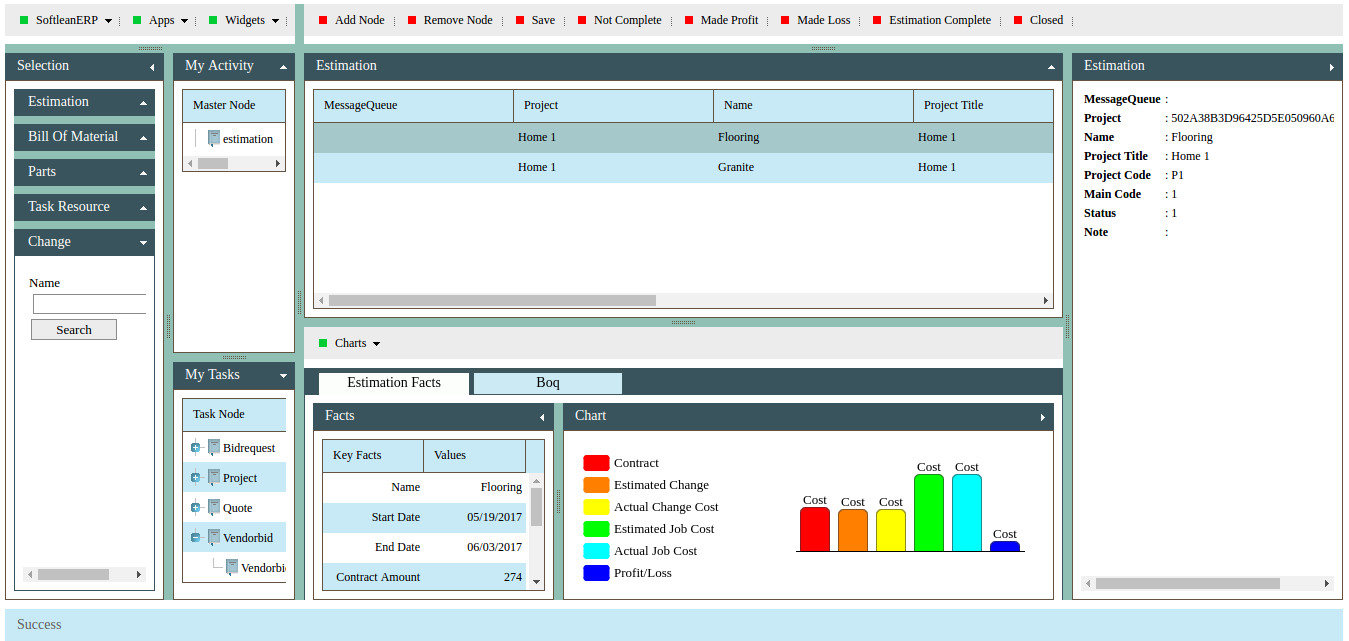 SoftleanERP Apps Widgets Add Node Remove Node Save Not Complete Made Profit Made Loss Estimation Complete Closed
Selection
Estimation
Bill Of Material
Parts
Task Resource
Change
Name
Search
My Activity
Master Node
estimation
My Tasks
Task Node
Bidrequest
Project
Quote
Vendorbid
Estimation
MessageQueue Project Name Project Title
Home 1 Flooring Home 1
Home 1 Granite Home 1
Charts
Estimation Facts Boq
Facts
Key Facts Values
Name Flooring
Start Date 05/19/2017
End Date 06/03/2017
Contract Amount 274
Chart
Contract
Estimated Change
Actual Change Cost
Estimated Job Cost
Actual Job Cost
Profit/Loss
Cost Cost Cost Cost Cost Cost
Estimation
MessageQueue :
Project : 502A38B3D96425D5E050960A6
Name : Flooring
Project Title : Home 1
Project Code : P1
Main Code : 1
Status : 1
Note :
Success